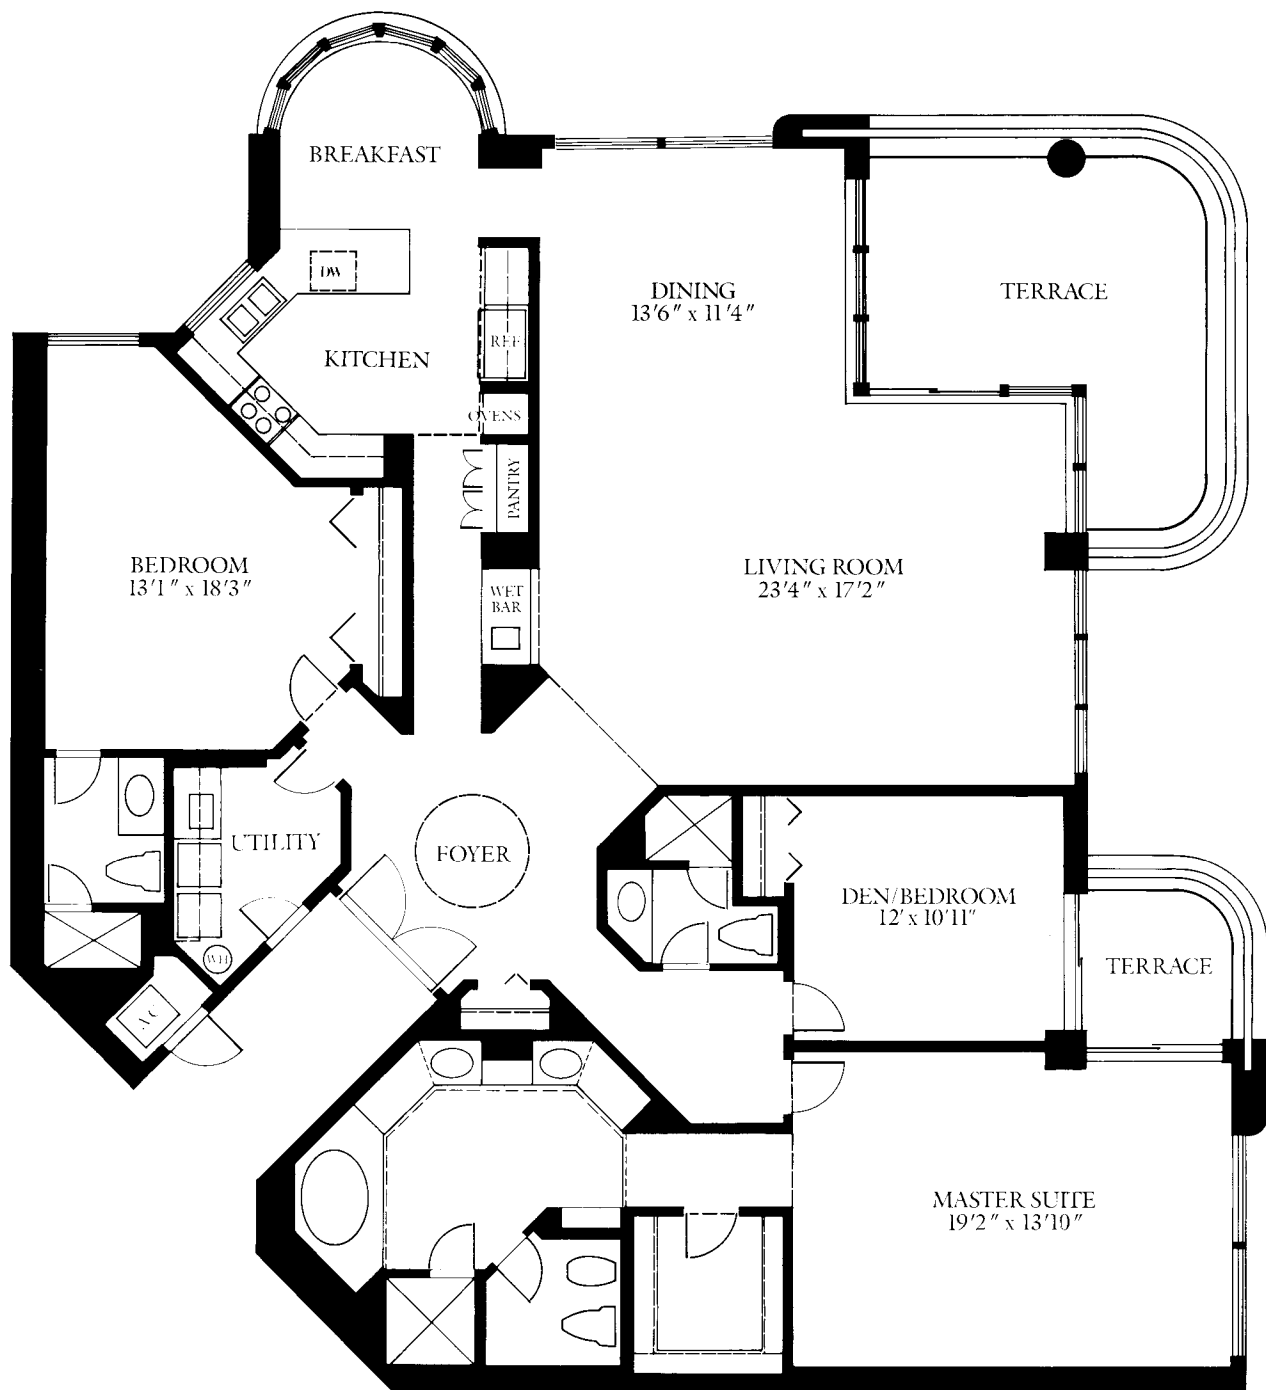 BREAKFAST
DW
DINING
13'6" x 11'4"
TERRACE
REF
KITCHEN
OVENS
PANTRY
BEDROOM
13'1" x 18'3"
LIVING ROOM
23'4" x 17'2"
WET
BAR
UTILITY
FOYER
DEN/BEDROOM
12' x 10'11"
WH
TERRACE
A/C
MASTER SUITE
19'2" x 13'10"